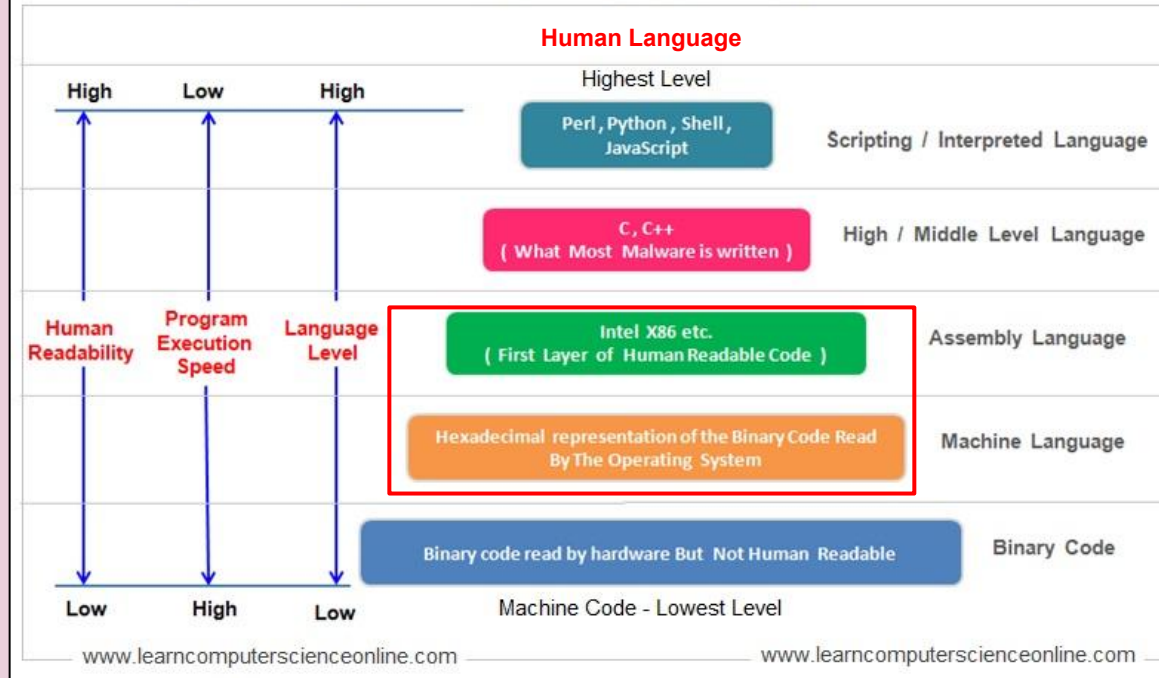 Human Language
High Low High
Highest Level
Perl, Python, Shell,
JavaScript
Scripting / Interpreted Language
C, C++
( What Most Malware is written )
High / Middle Level Language
Human
Readability
Program
Execution
Speed
Language
Level
Intel X86 etc.
( First Layer of Human Readable Code )
Assembly Language
Hexadecimal representation of the Binary Code Read
By The Operating System
Machine Language
Binary code read by hardware But Not Human Readable
Binary Code
Low High Low
Machine Code - Lowest Level
www.learncomputerscienceonline.com
www.learncomputerscienceonline.com